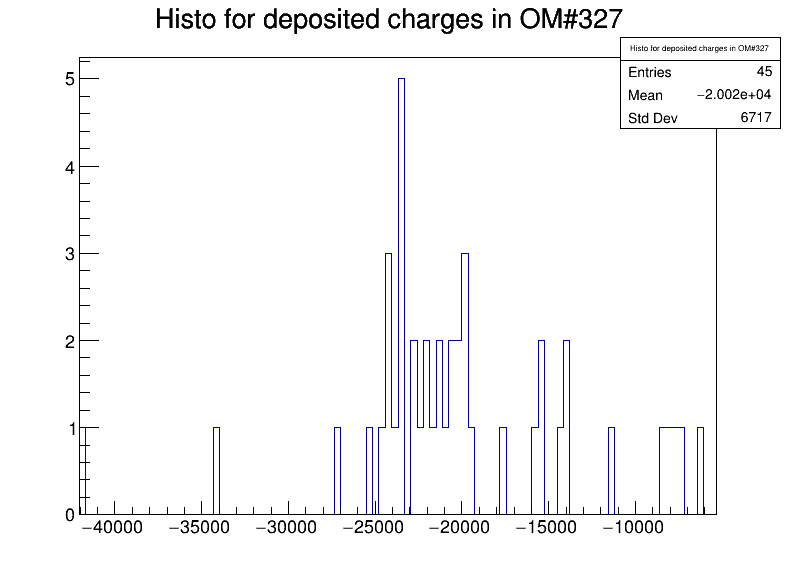 Histo for deposited charges in OM#327
Histo for deposited charges in OM#327
Entries 45
Mean −2.002e+04
Std Dev 6717
5
4
3
2
1
0
−40000 −35000 −30000 −25000 −20000 −15000 −10000